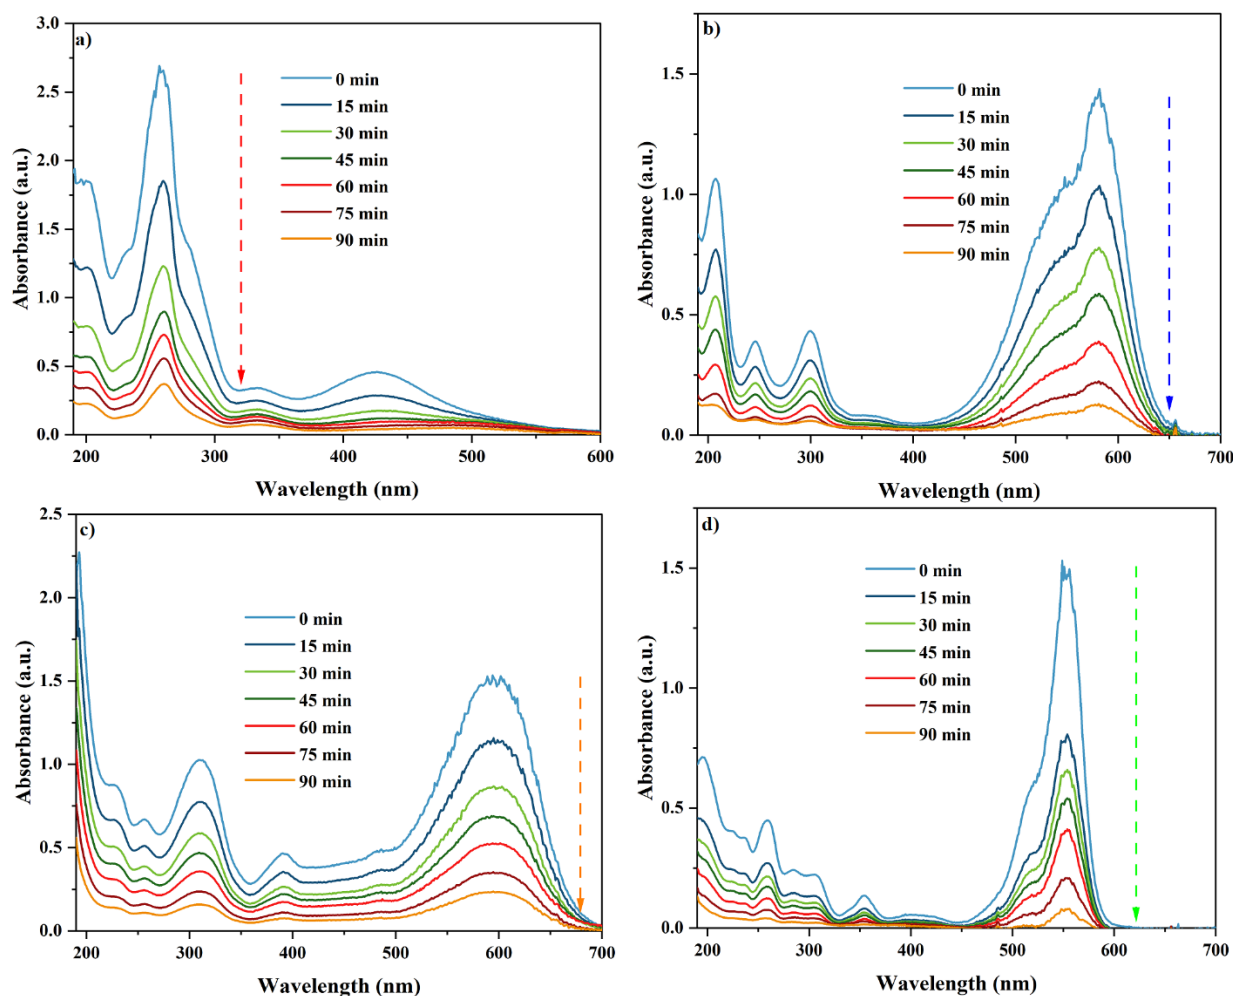 a)
0 min
15 min
30 min
45 min
60 min
75 min
90 min
Absorbance (a.u.)
3.0
2.5
2.0
1.5
1.0
0.5
0.0
200 300 400 500 600
Wavelength (nm)
b)
0 min
15 min
30 min
45 min
60 min
75 min
90 min
Absorbance (a.u.)
1.5
1.0
0.5
0.0
200 300 400 500 600 700
Wavelength (nm)
c)
0 min
15 min
30 min
45 min
60 min
75 min
90 min
Absorbance (a.u.)
2.5
2.0
1.5
1.0
0.5
0.0
200 300 400 500 600 700
Wavelength (nm)
d)
0 min
15 min
30 min
45 min
60 min
75 min
90 min
Absorbance (a.u.)
1.5
1.0
0.5
0.0
200 300 400 500 600 700
Wavelength (nm)